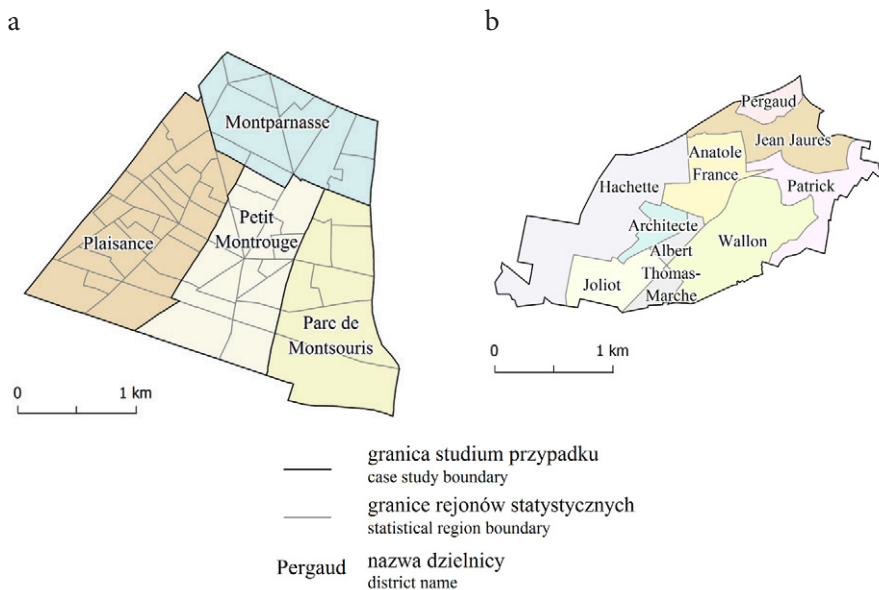 a
Montparnasse
Petit
Montrouge
Plaisance
Parc de
Montsouris
0 1 km
b
Pergaud
Jean Jaures
Anatole
France
Hachette
Patrick
Architecte
Wallon
Albert
Thomas-
Marche
Joliot
0 1 km
granica studium przypadku
case study boundary
granice rejonów statystycznych
statistical region boundary
Pergaud nazwa dzielnicy
district name